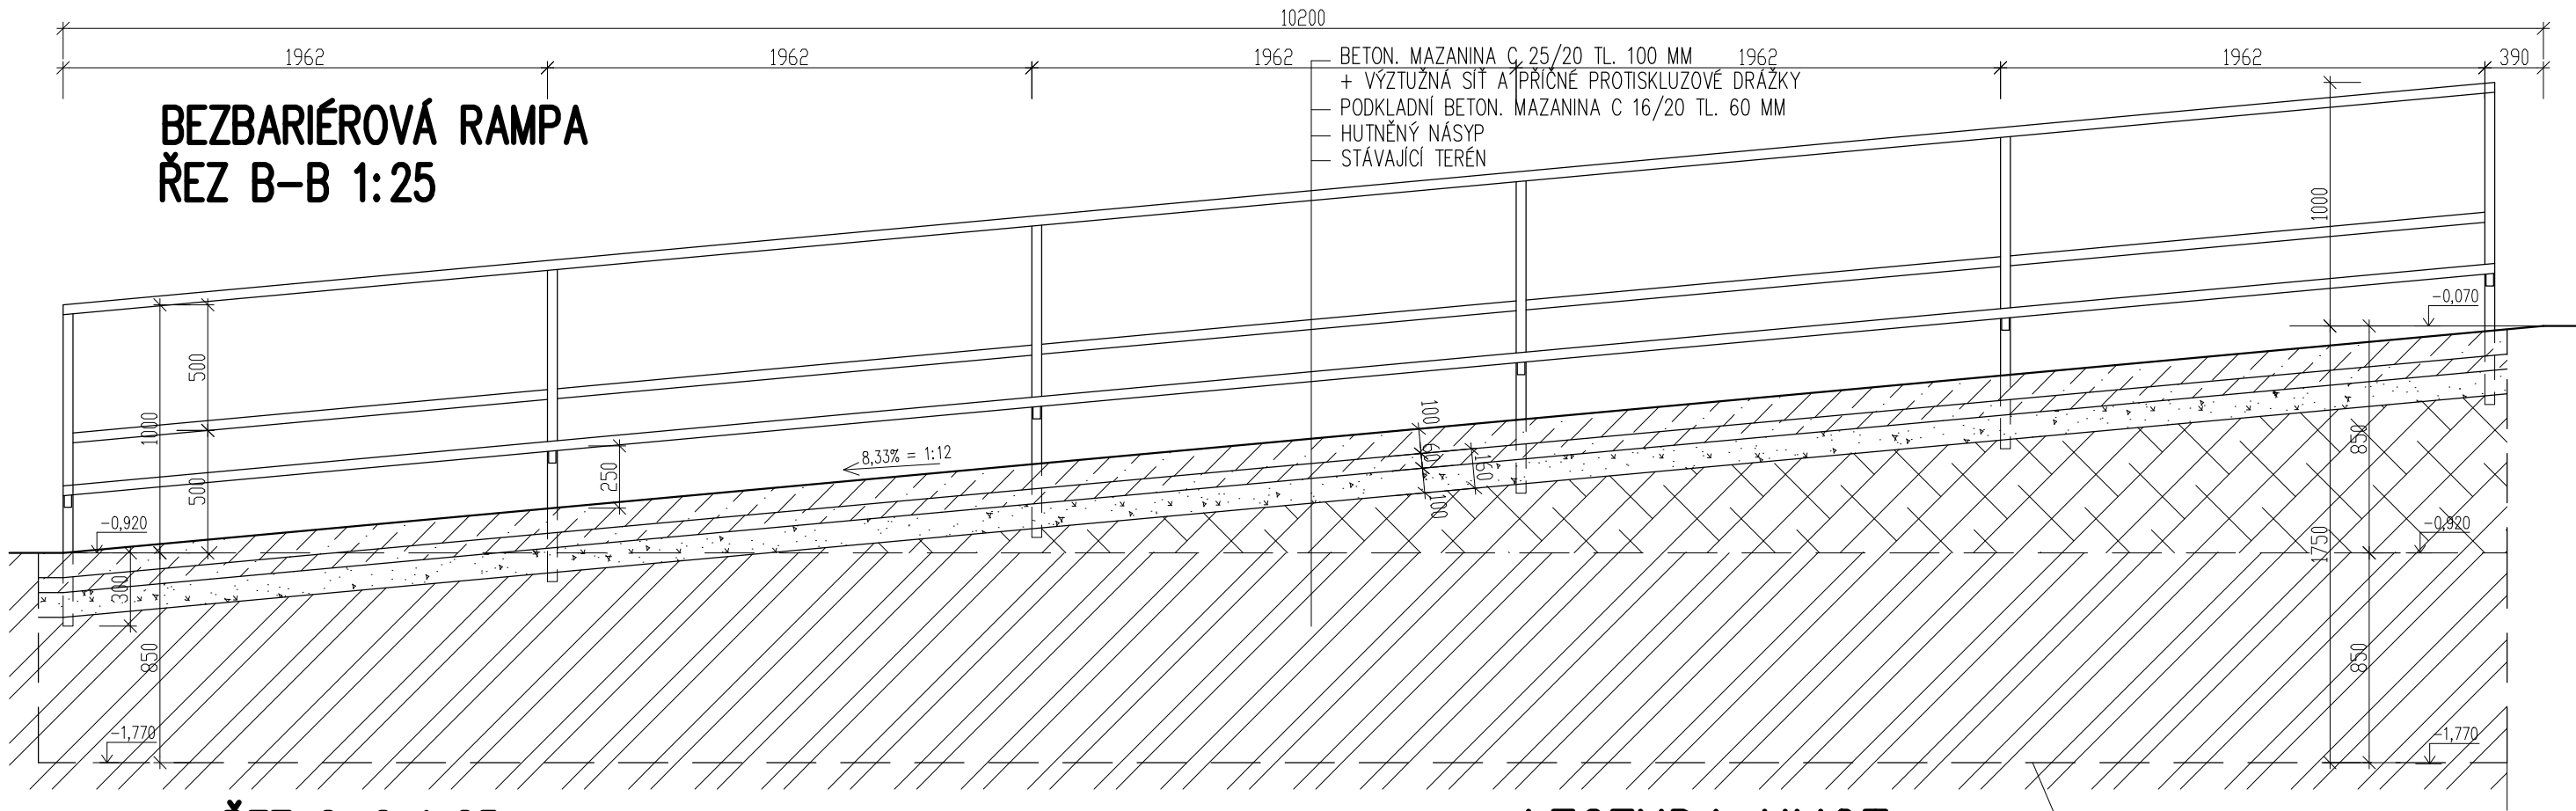 10200
1962 1962 1962 1962 1962 390
BETON. MAZANINA C 25/20 TL. 100 MM
+ VÝZTUŽNÁ SÍŤ A PŘÍČNÉ PROTISKLUZOVÉ DRÁŽKY
PODKLADNÍ BETON. MAZANINA C 16/20 TL. 60 MM
HUTNĚNÝ NÁSYP
STÁVAJÍCÍ TERÉN
BEZBARIÉROVÁ RAMPA
ŘEZ B-B 1:25
1000
-0,070
500
1000
500
250
8,33% = 1:12
100
60
160
100
850
-0,920
-0,920
1750
300
850
850
-1,770
-1,770